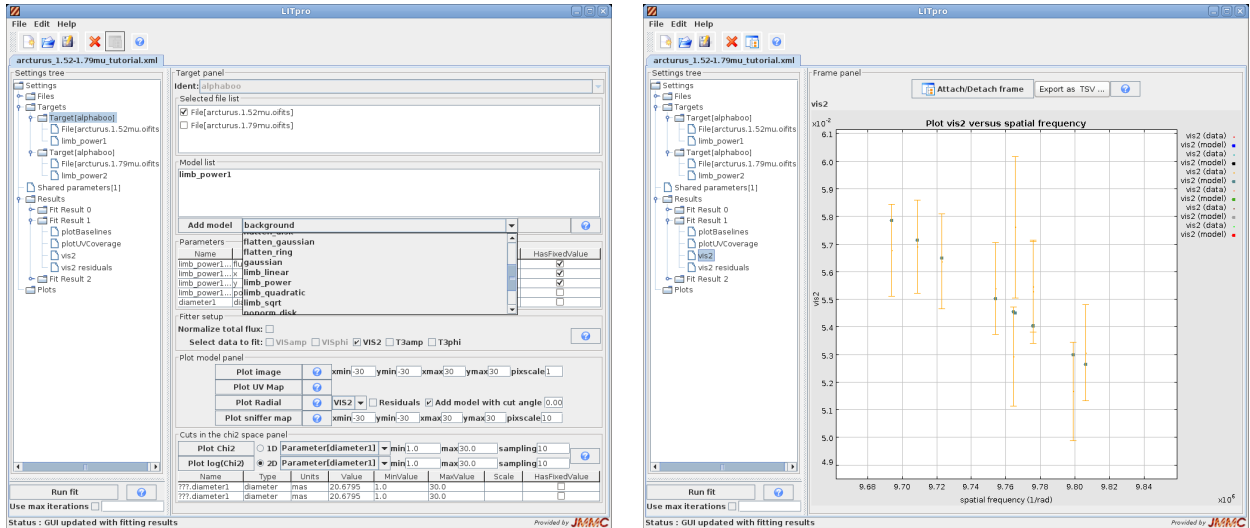 LITpro
File Edit Help
arcturus_1.52-1.79mu_tutorial.xml
Settings tree
Settings
Files
Targets
Target[alphaboo]
File[arcturus.1.52mu.oifits
limb_power1
Target[alphaboo]
File[arcturus.1.79mu.oifits
limb_power2
Shared parameters[1]
Results
Fit Result 0
Fit Result 1
plotBaselines
plotUVCoverage
vis2
vis2 residuals
Fit Result 2
Plots
Run fit
Use max iterations
Status : GUI updated with fitting results
Target panel
Ident: alphaboo
Selected file list
File[arcturus.1.52mu.oifits]
File[arcturus.1.79mu.oifits]
Model list
limb_power1
Add model background
flatten_disk
flatten_gaussian
flatten_ring
gaussian
limb_linear
limb_power
limb_quadratic
limb_sqrt
nonorm_disk
Parameters
Name HasFixedValue
limb_power1... flu
limb_power1... x
limb_power1... y
limb_power1... po
diameter1 dia
Fitter setup
Normalize total flux:
Select data to fit: VISamp VISphi VIS2 T3amp T3phi
Plot model panel
Plot image xmin -30 ymin -30 xmax 30 ymax 30 pixscale 1
Plot UV Map
Plot Radial VIS2 Residuals Add model with cut angle 0.00
Plot sniffer map xmin -30 ymin -30 xmax 30 ymax 30 pixscale 10
Cuts in the chi2 space panel
Plot Chi2 1D Parameter[diameter1] min 1.0 max 30.0 sampling 10
Plot log(Chi2) 2D Parameter[diameter1] min 1.0 max 30.0 sampling 10
Name Type Units Value MinValue MaxValue Scale HasFixedValue
???.diameter1 diameter mas 20.6795 1.0 30.0
???.diameter1 diameter mas 20.6795 1.0 30.0
Provided by JMMC
LITpro
File Edit Help
arcturus_1.52-1.79mu_tutorial.xml
Settings tree
Settings
Files
Targets
Target[alphaboo]
File[arcturus.1.52mu.oifits
limb_power1
Target[alphaboo]
File[arcturus.1.79mu.oifits
limb_power2
Shared parameters[1]
Results
Fit Result 0
Fit Result 1
plotBaselines
plotUVCoverage
vis2
vis2 residuals
Fit Result 2
Plots
Run fit
Use max iterations
Status : GUI updated with fitting results
Frame panel
Attach/Detach frame Export as TSV ...
vis2
Plot vis2 versus spatial frequency
x10⁻²
6.1
6.0
5.9
5.8
5.7
5.6
5.5
5.4
5.3
5.2
5.1
5.0
4.9
vis2
9.68 9.70 9.72 9.74 9.76 9.78 9.80 9.82 9.84
x10⁶
spatial frequency (1/rad)
vis2 (data)
vis2 (model)
vis2 (data)
vis2 (model)
vis2 (data)
vis2 (model)
vis2 (data)
vis2 (model)
vis2 (data)
vis2 (model)
vis2 (data)
vis2 (model)
Provided by JMMC